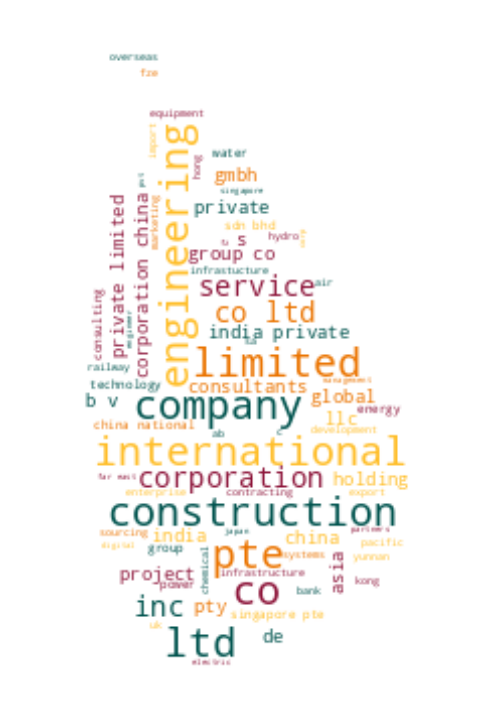 overseas
fze
equipment
import
engineering
hong
water
gmbh
singapore
private
marketing
private limited
corporation china
sdn bhd
s
hydro
group co
infrastucture
service
air
co ltd
consulting
india private
limited
railway
technology
consultants
management
b v
company
global
energy
llc
china national
ab
c
development
international
far east
corporation
holding
enterprise
contracting
export
construction
sourcing
india
japan
china
partners
pacific
digital
group
pte
systems
yunnan
chemical
asia
project
infrastructure
power
co
bank
kong
inc
pty
singapore pte
uk
ltd
de
electric